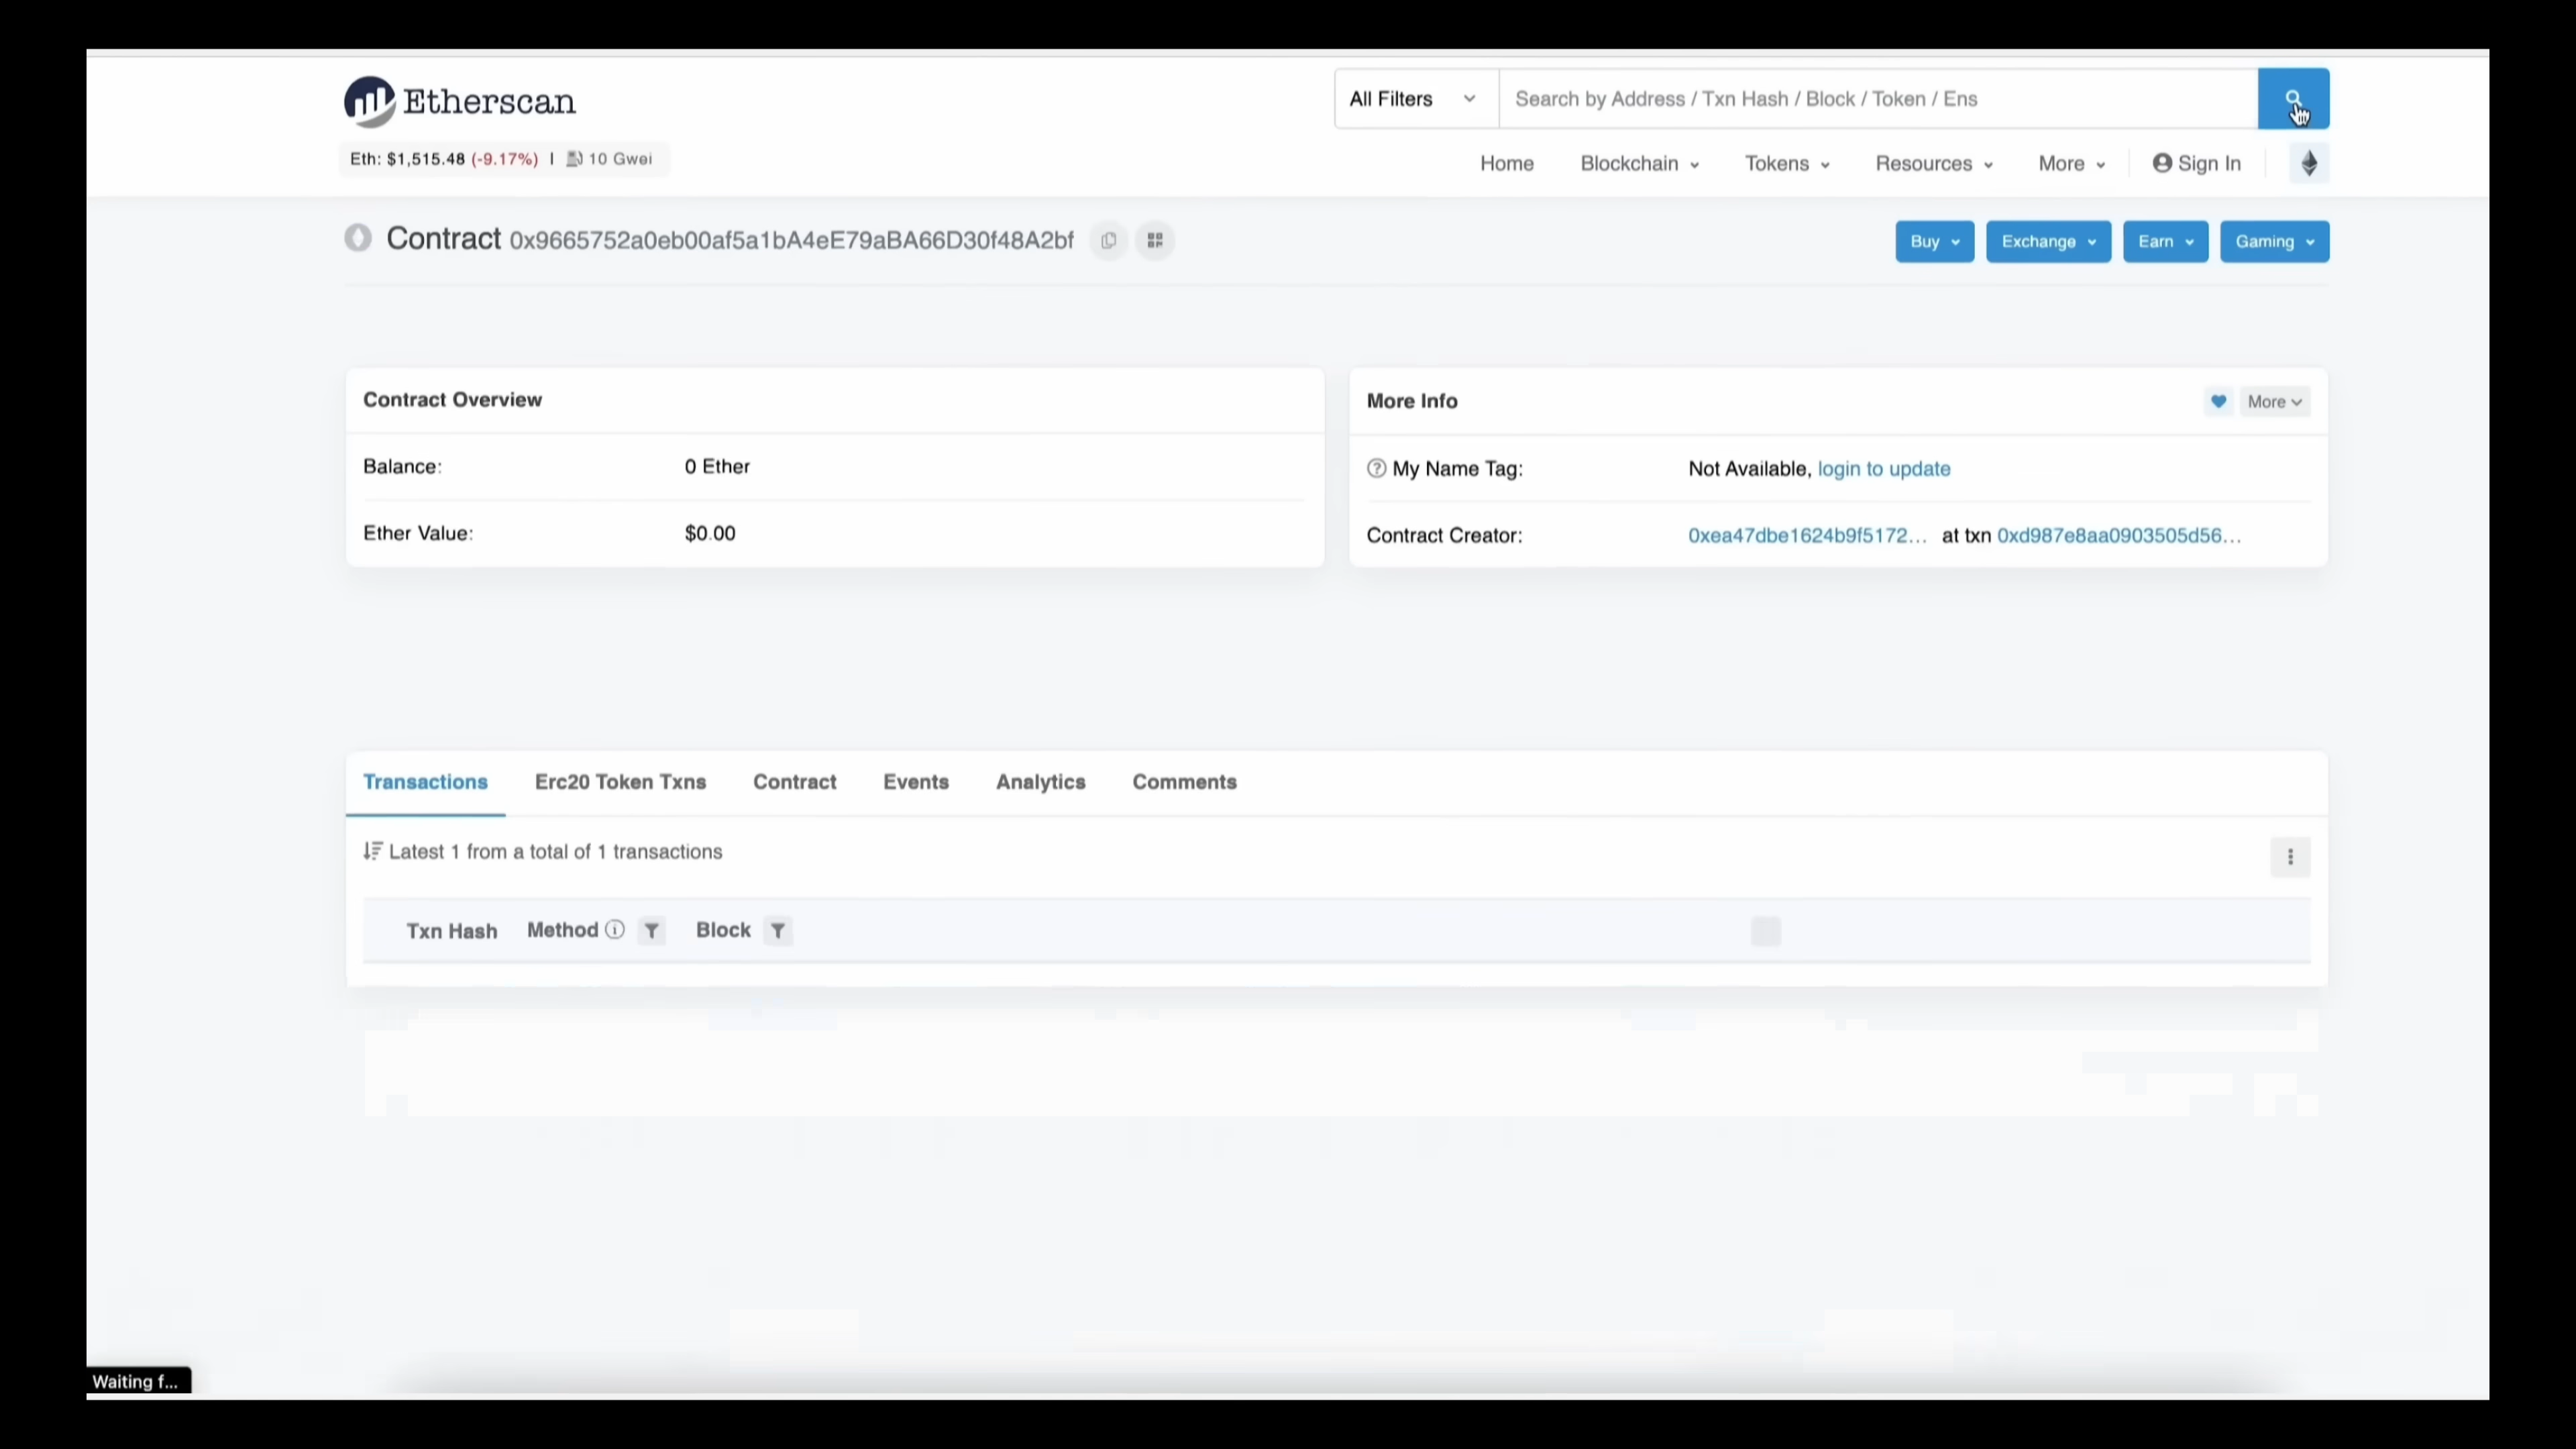 Etherscan
All Filters
Search by Address / Txn Hash / Block / Token / Ens
Eth: $1,515.48 (-9.17%) | 10 Gwei
Home Blockchain Tokens Resources More Sign In
Contract 0x9665752a0eb00af5a1bA4eE79aBA66D30f48A2bf
Buy Exchange Earn Gaming
Contract Overview
Balance: 0 Ether
Ether Value: $0.00
More Info
More
My Name Tag: Not Available, login to update
Contract Creator: 0xea47dbe1624b9f5172... at txn 0xd987e8aa0903505d56...
Transactions Erc20 Token Txns Contract Events Analytics Comments
Latest 1 from a total of 1 transactions
Txn Hash Method Block
Waiting f...